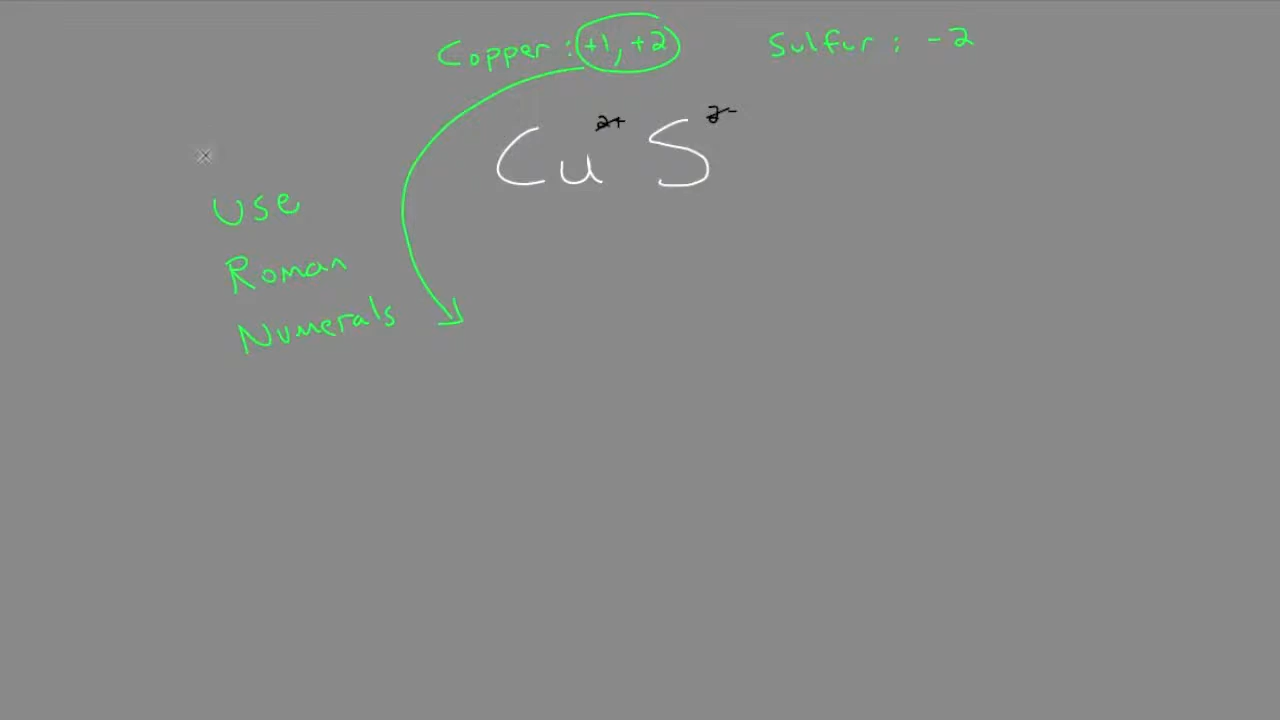 Copper : +1, +2 Sulfur : -2
Cu 2+ S 2-
Use
Roman
Numerals